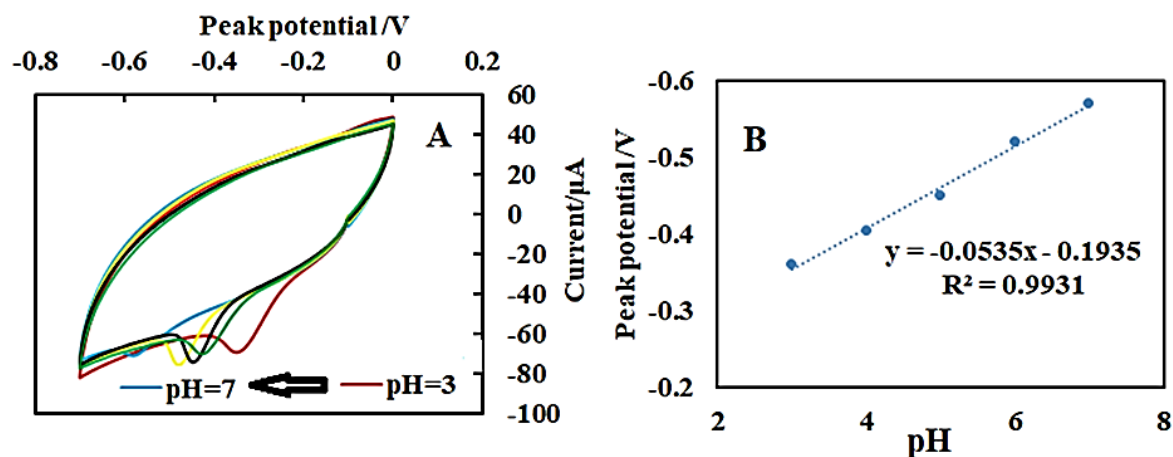 Peak potential /V
-0.8 -0.6 -0.4 -0.2 0 0.2
60
40
20
0
-20
-40
-60
-80
-100
Current/µA
A
pH=7 pH=3
-0.6
-0.5
-0.4
-0.3
-0.2
Peak potential /V
B
y = -0.0535x - 0.1935
R² = 0.9931
2 4 6 8
pH